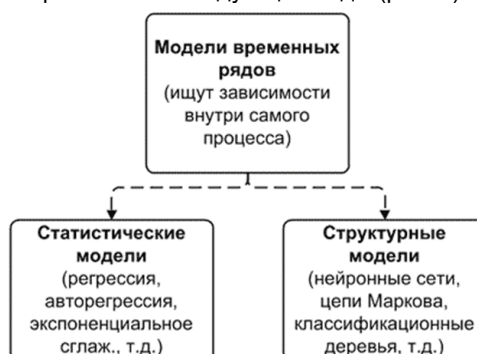 Модели временных
рядов
(ищут зависимости
внутри самого
процесса)
Статистические
модели
(регрессия,
авторегрессия,
экспоненциальное
сглаж., т.д.)
Структурные
модели
(нейронные сети,
цепи Маркова,
классификационные
деревья, т.д.)